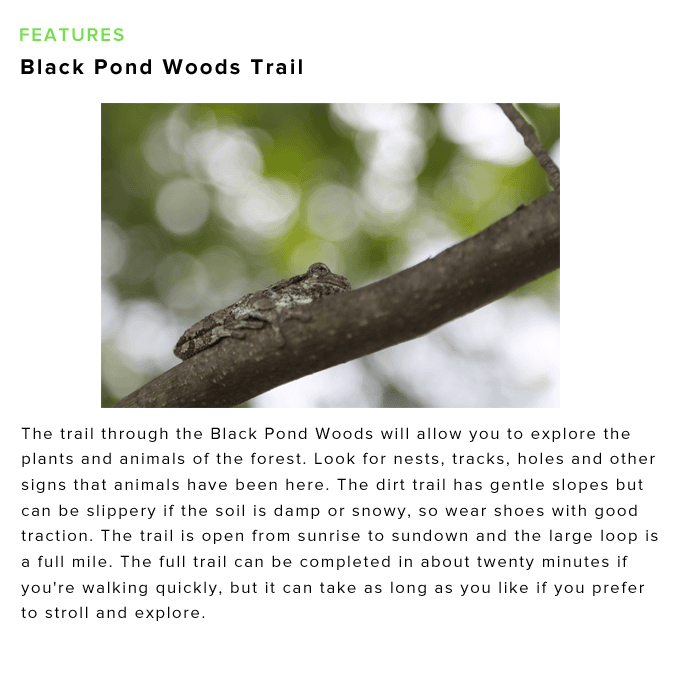 FEATURES
Black Pond Woods Trail
The trail through the Black Pond Woods will allow you to explore the
plants and animals of the forest. Look for nests, tracks, holes and other
signs that animals have been here. The dirt trail has gentle slopes but
can be slippery if the soil is damp or snowy, so wear shoes with good
traction. The trail is open from sunrise to sundown and the large loop is
a full mile. The full trail can be completed in about twenty minutes if
you're walking quickly, but it can take as long as you like if you prefer
to stroll and explore.